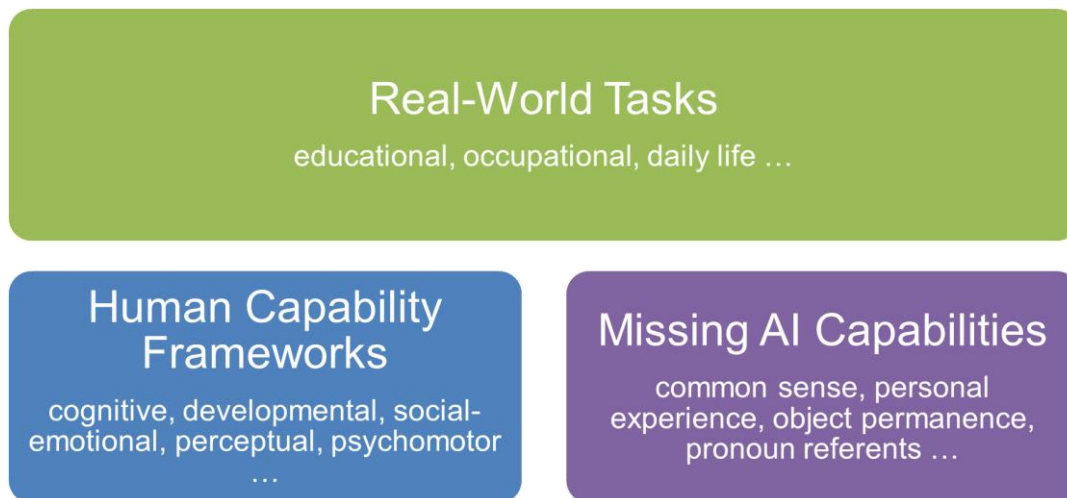 Real-World Tasks
educational, occupational, daily life …
Human Capability
Frameworks
cognitive, developmental, social-
emotional, perceptual, psychomotor
…
Missing AI Capabilities
common sense, personal
experience, object permanence,
pronoun referents …